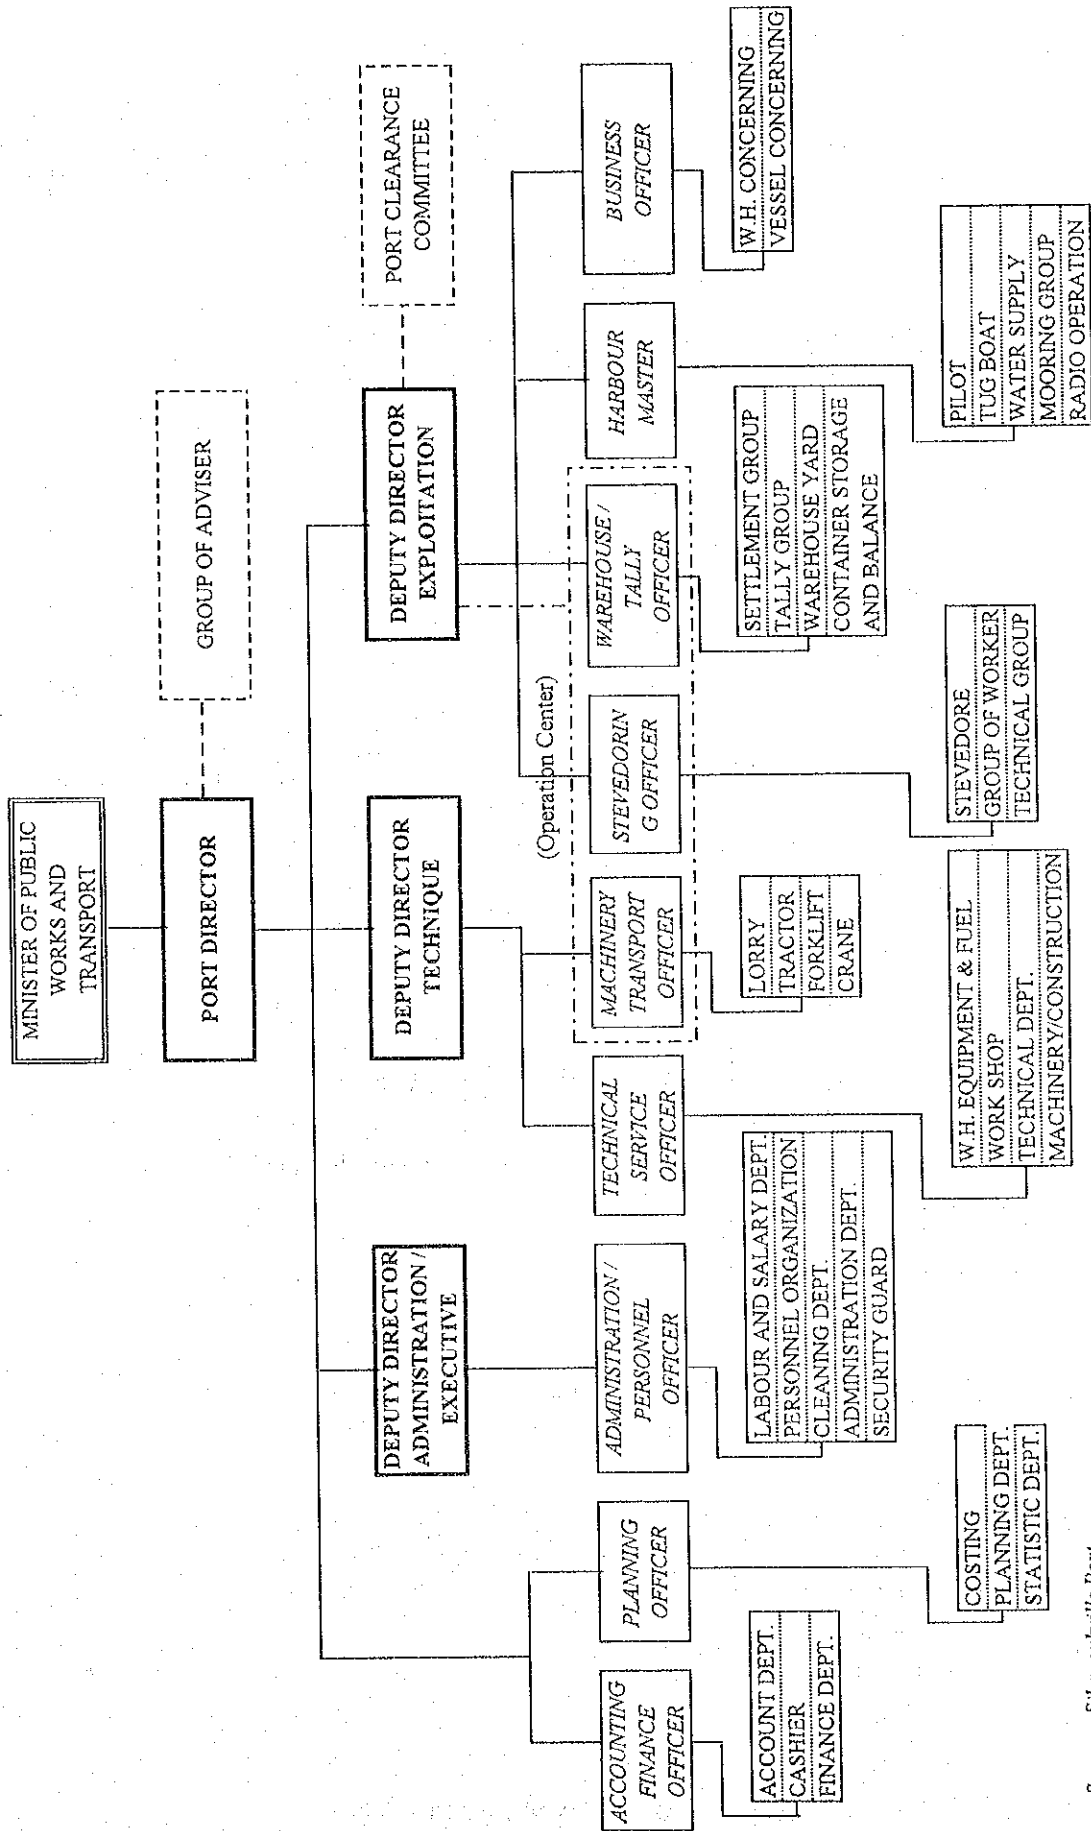 MINISTER OF PUBLIC
WORKS AND
TRANSPORT
PORT DIRECTOR
GROUP OF ADVISER
DEPUTY DIRECTOR
ADMINISTRATION /
EXECUTIVE
DEPUTY DIRECTOR
TECHNIQUE
DEPUTY DIRECTOR
EXPLOITATION
PORT CLEARANCE
COMMITTEE
(Operation Center)
ACCOUNTING
FINANCE
OFFICER
PLANNING
OFFICER
ADMINISTRATION /
PERSONNEL
OFFICER
TECHNICAL
SERVICE
OFFICER
MACHINERY
TRANSPORT
OFFICER
STEVEDORIN
G OFFICER
WAREHOUSE /
TALLY
OFFICER
HARBOUR
MASTER
BUSINESS
OFFICER
ACCOUNT DEPT.
CASHIER
FINANCE DEPT.
LABOUR AND SALARY DEPT.
PERSONNEL ORGANIZATION
CLEANING DEPT.
ADMINISTRATION DEPT.
SECURITY GUARD
LORRY
TRACTOR
FORKLIFT
CRANE
SETTLEMENT GROUP
TALLY GROUP
WAREHOUSE YARD
CONTAINER STORAGE
AND BALANCE
W.H. CONCERNING
VESSEL CONCERNING
COSTING
PLANNING DEPT.
STATISTIC DEPT.
W.H. EQUIPMENT & FUEL
WORK SHOP
TECHNICAL DEPT.
MACHINERY/CONSTRUCTION
STEVEDORE
GROUP OF WORKER
TECHNICAL GROUP
PILOT
TUG BOAT
WATER SUPPLY
MOORING GROUP
RADIO OPERATION